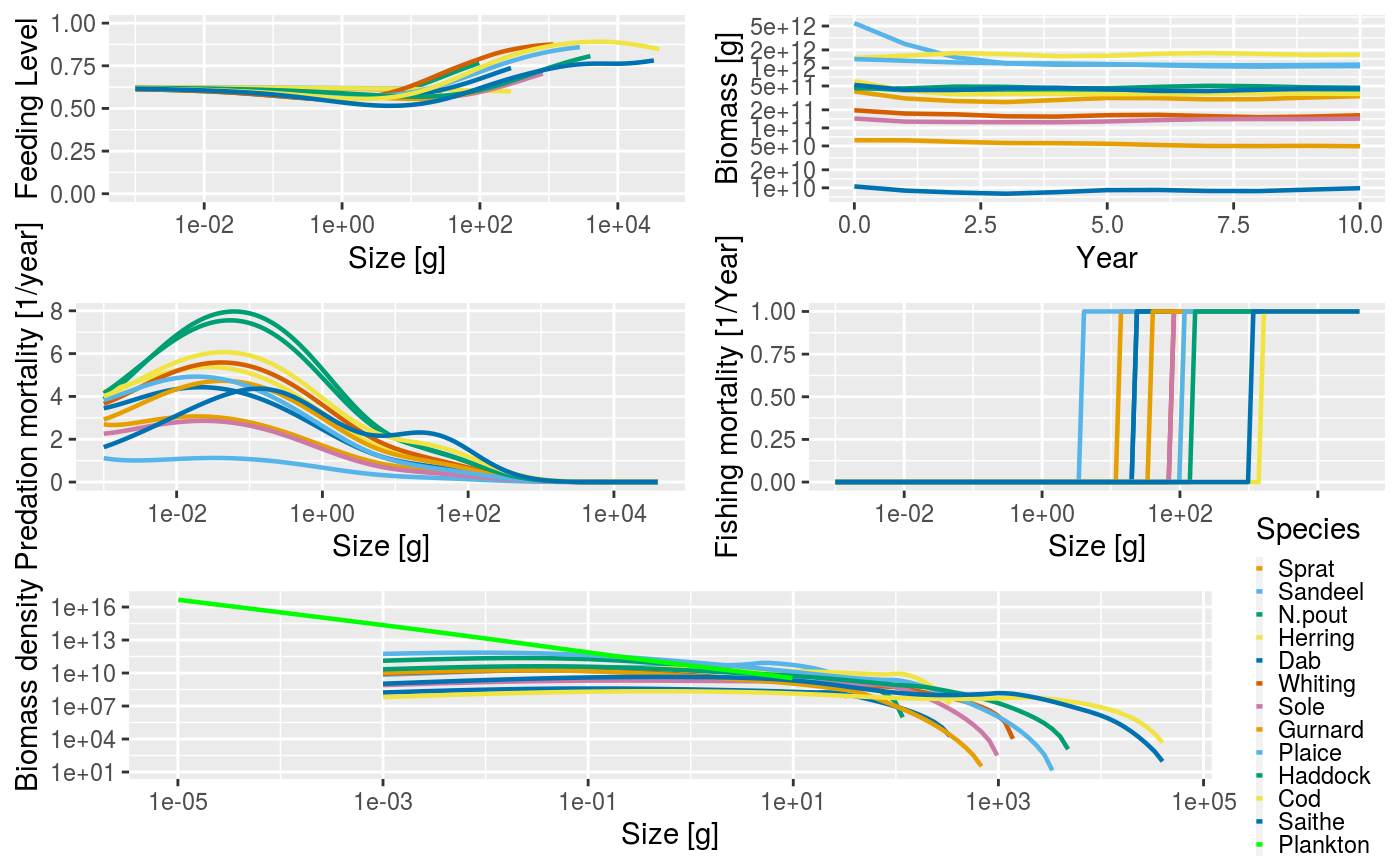 Feeding Level
1.00
0.75
0.50
0.25
0.00
1e-02 1e+00 1e+02 1e+04
Size [g]
Biomass [g]
5e+12
2e+12
1e+12
5e+11
2e+11
1e+11
5e+10
2e+10
1e+10
0.0 2.5 5.0 7.5 10.0
Year
Predation mortality [1/year]
8
6
4
2
0
1e-02 1e+00 1e+02 1e+04
Size [g]
Fishing mortality [1/Year]
1.00
0.75
0.50
0.25
0.00
1e-02 1e+00 1e+02
Size [g]
Biomass density
1e+16
1e+13
1e+10
1e+07
1e+04
1e+01
1e-05 1e-03 1e-01 1e+01 1e+03 1e+05
Size [g]
Species
Sprat
Sandeel
N.pout
Herring
Dab
Whiting
Sole
Gurnard
Plaice
Haddock
Cod
Saithe
Plankton